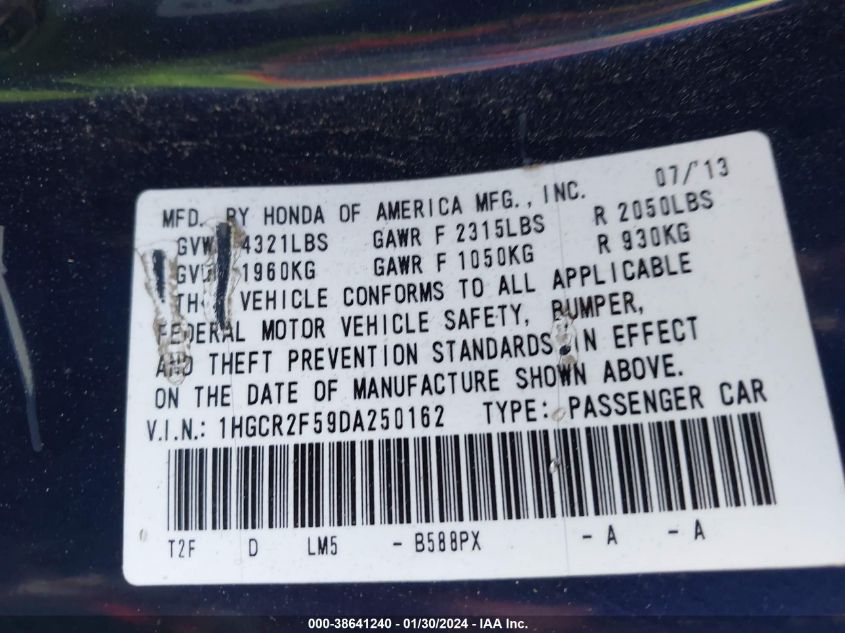 07/'13
MFD. BY HONDA OF AMERICA MFG., INC.
GVW 4321LBS GAWR F 2315LBS R 2050LBS
1960KG GAWR F 1050KG R 930KG
VEHICLE CONFORMS TO ALL APPLICABLE
FEDERAL MOTOR VEHICLE SAFETY, BUMPER,
AND THEFT PREVENTION STANDARDS IN EFFECT
ON THE DATE OF MANUFACTURE SHOWN ABOVE.
V.I.N.: 1HGCR2F59DA250162 TYPE: PASSENGER CAR
T2F D LM5 - B588PX - A - A
000-38641240 - 01/30/2024 - IAA Inc.